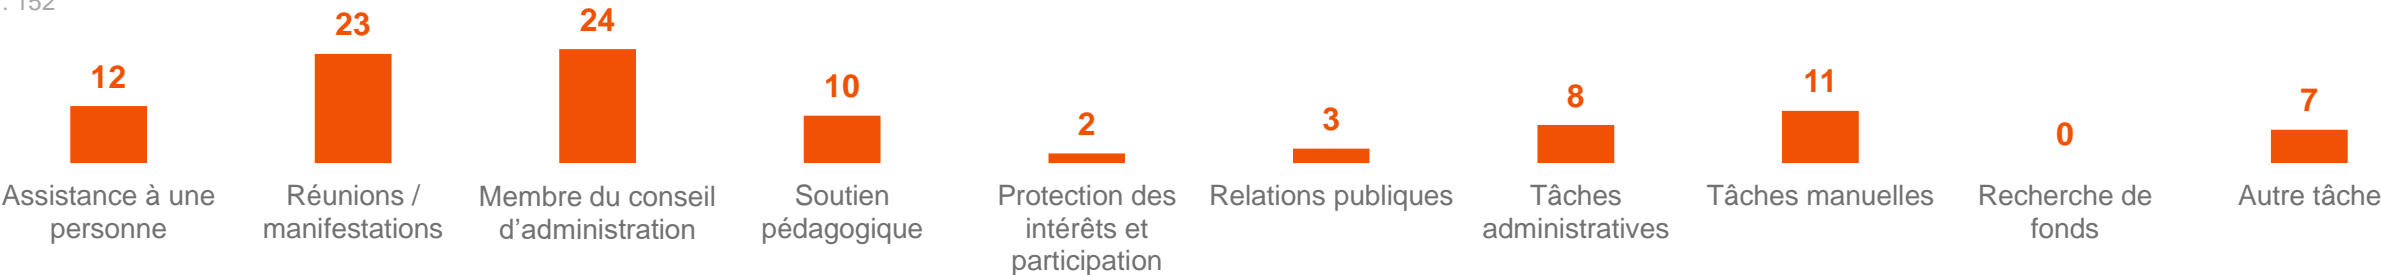 : 152
12
23
24
10
2
3
8
11
0
7
Assistance à une
personne
Réunions /
manifestations
Membre du conseil
d’administration
Soutien
pédagogique
Protection des
intérêts et
participation
Relations publiques
Tâches
administratives
Tâches manuelles
Recherche de
fonds
Autre tâche